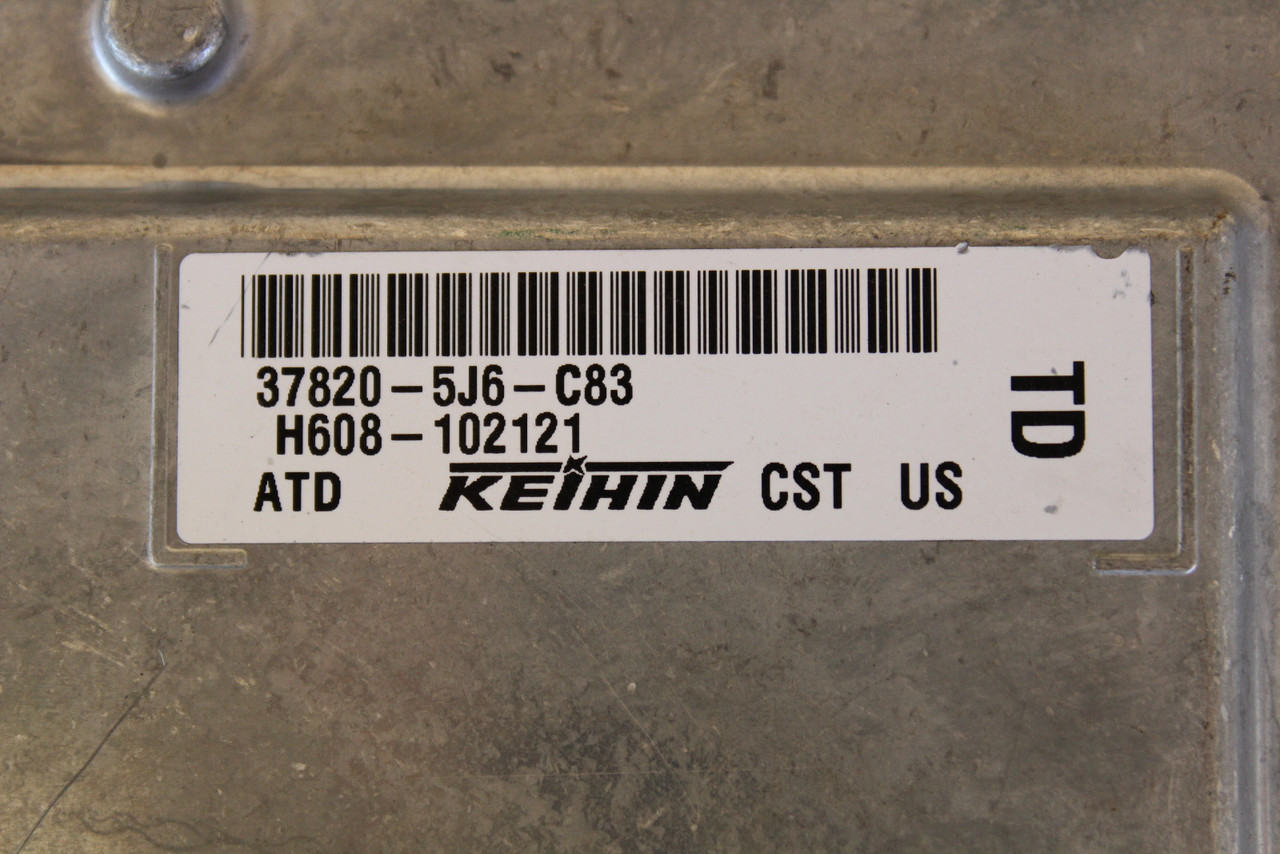 37820-5J6-C83
H608-102121
ATD KEIHIN CST US
TD